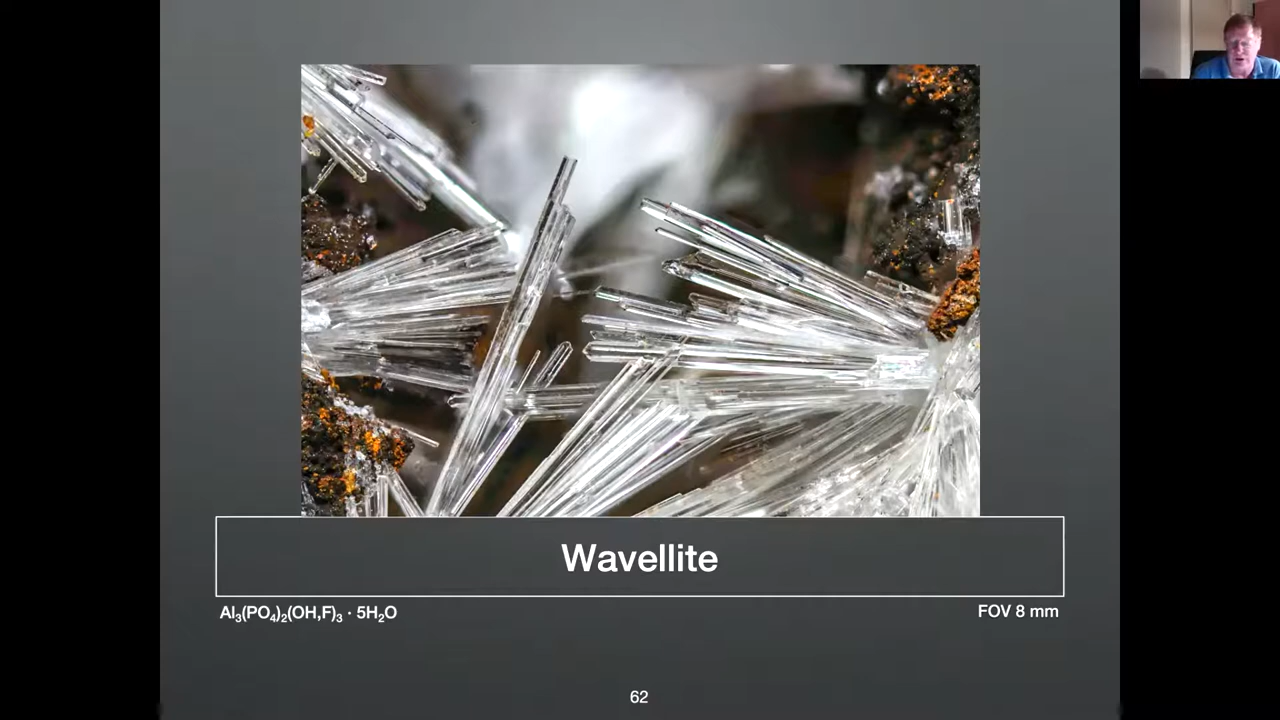 Wavellite
Al₃(PO₄)₂(OH,F)₃ · 5H₂O
FOV 8 mm
62